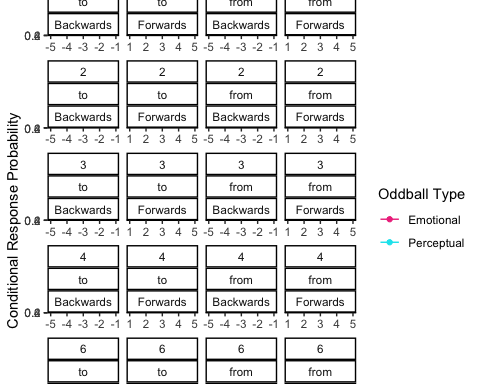 to to from from
Backwards Forwards Backwards Forwards
-5 -4 -3 -2 -1 1 2 3 4 5 -5 -4 -3 -2 -1 1 2 3 4 5
2 2 2 2
to to from from
Backwards Forwards Backwards Forwards
-5 -4 -3 -2 -1 1 2 3 4 5 -5 -4 -3 -2 -1 1 2 3 4 5
3 3 3 3
to to from from
Backwards Forwards Backwards Forwards
-5 -4 -3 -2 -1 1 2 3 4 5 -5 -4 -3 -2 -1 1 2 3 4 5
4 4 4 4
to to from from
Backwards Forwards Backwards Forwards
-5 -4 -3 -2 -1 1 2 3 4 5 -5 -4 -3 -2 -1 1 2 3 4 5
6 6 6 6
to to from from
Conditional Response Probability
Oddball Type
Emotional
Perceptual